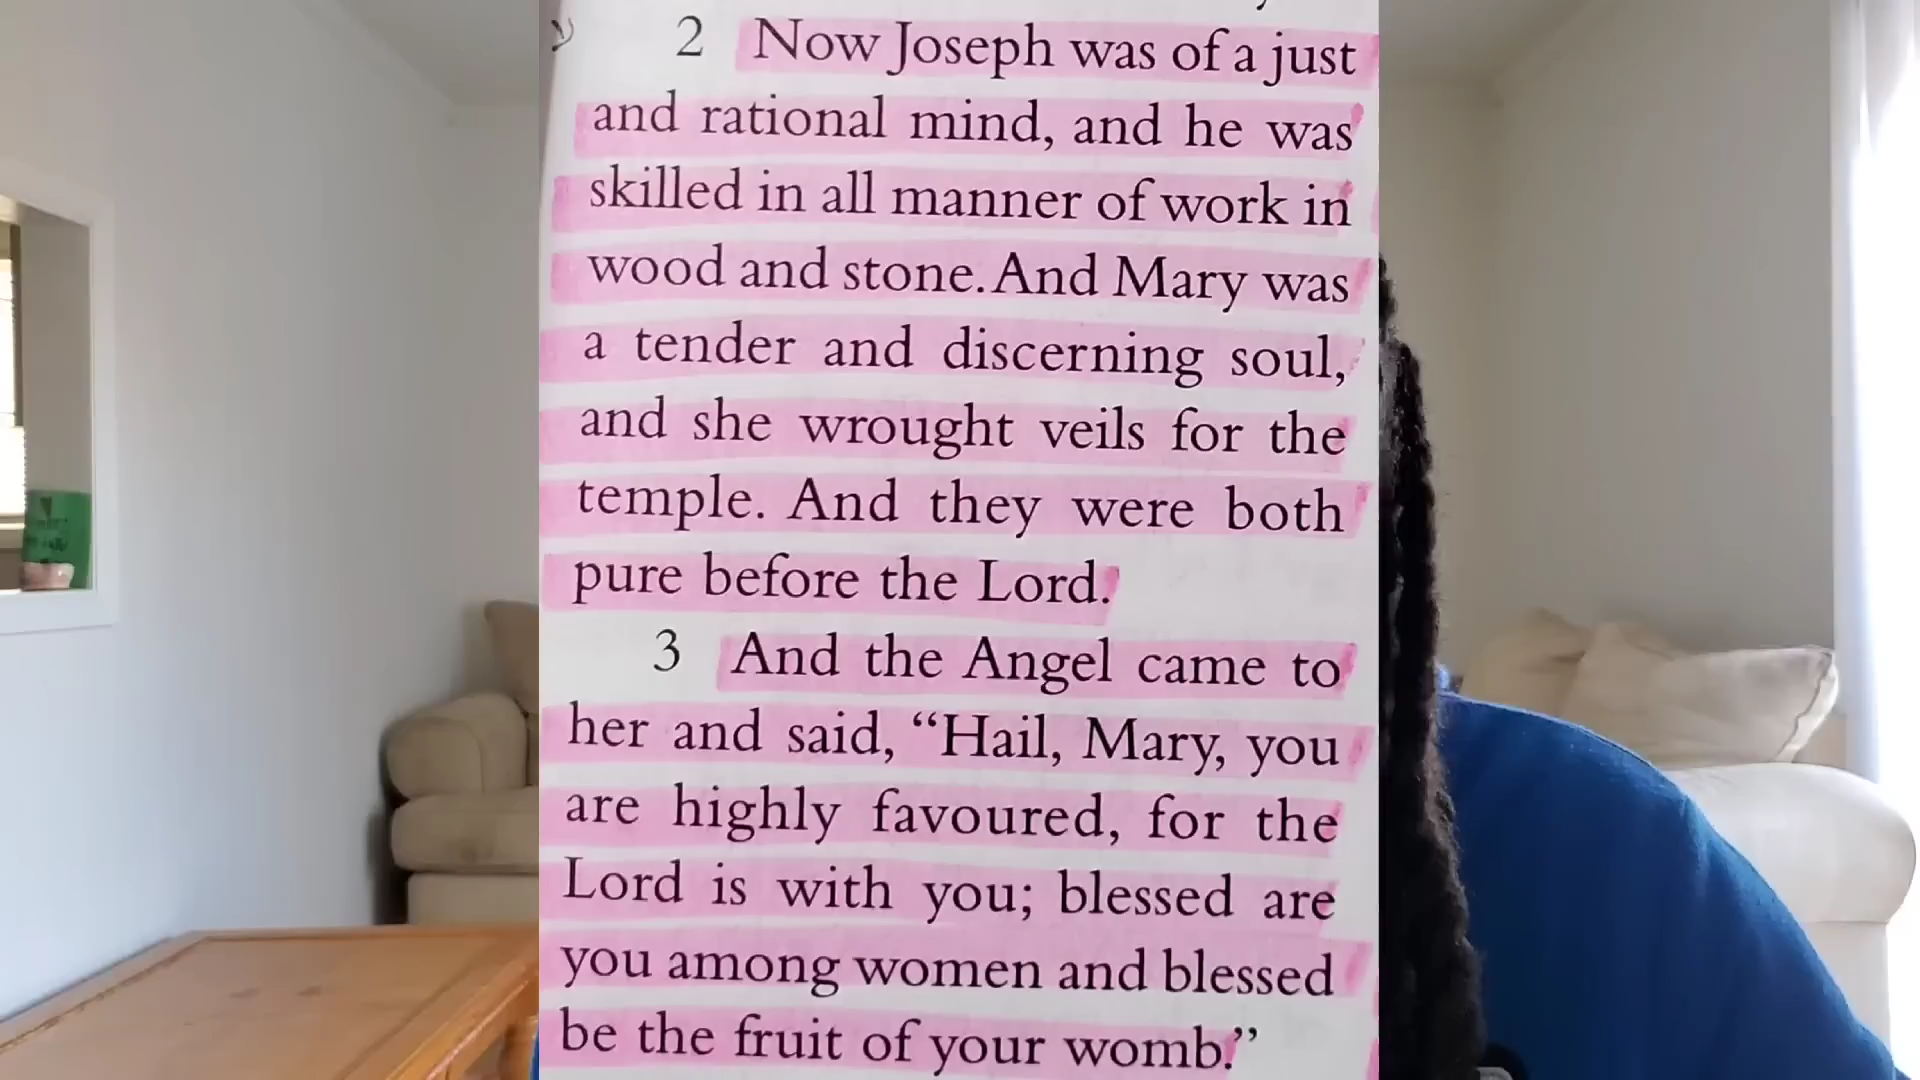 2 Now Joseph was of a just
and rational mind, and he was
skilled in all manner of work in
wood and stone. And Mary was
a tender and discerning soul,
and she wrought veils for the
temple. And they were both
pure before the Lord.
3 And the Angel came to
her and said, “Hail, Mary, you
are highly favoured, for the
Lord is with you; blessed are
you among women and blessed
be the fruit of your womb.”